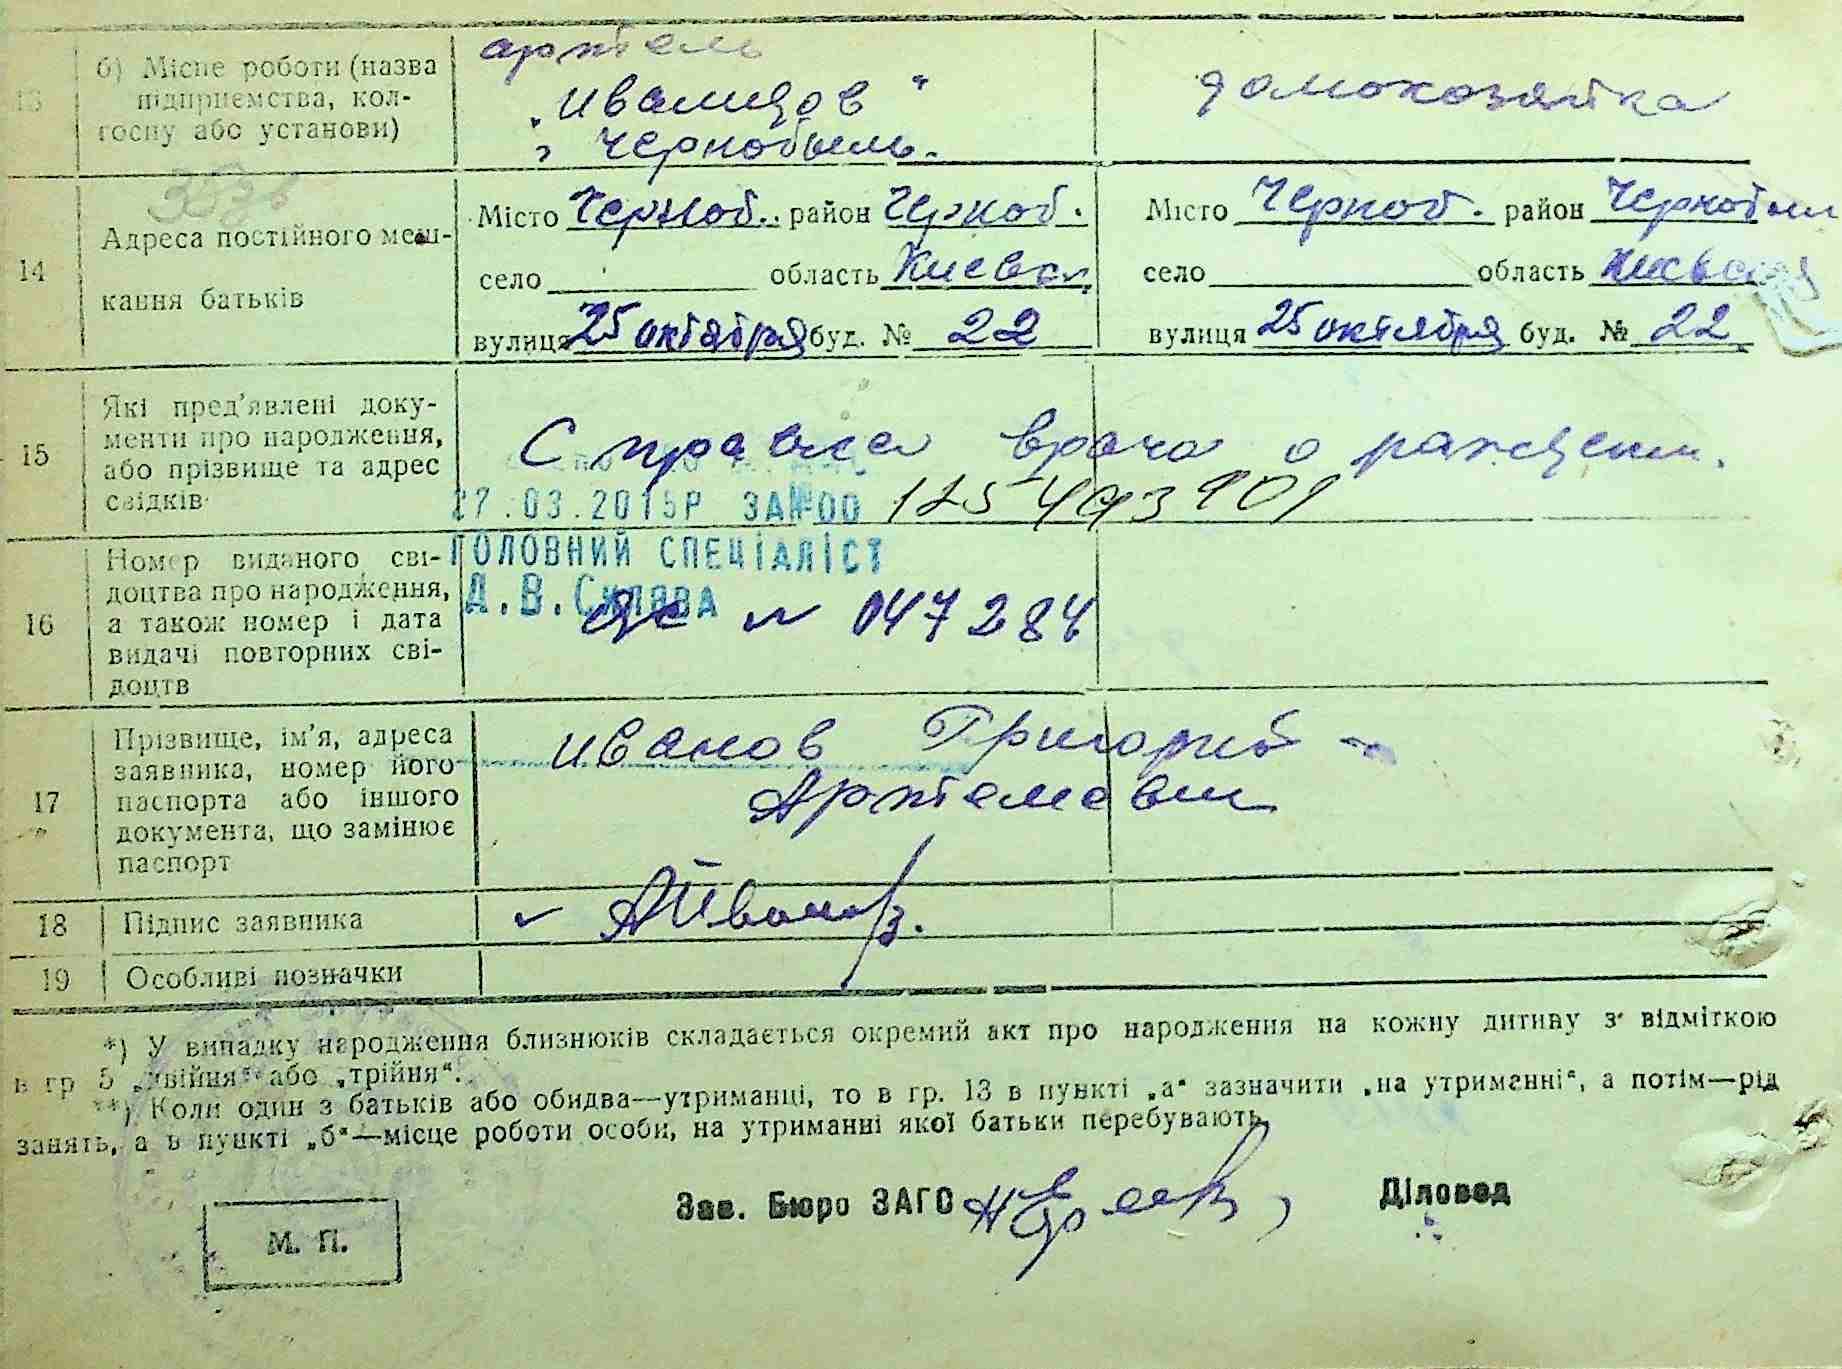 13
б) Місце роботи (назва
підприємства, кол-
госпу або установи)
артель
„Инвалидов"
г Чернобыль.
домохозяйка
14
Адреса постійного меш-
кання батьків
Місто Черноб. район Черноб.
село область Киевск
вулиця 25 октября буд. № 22
Місто Черноб. район Чернобыл
село область Киевская
вулиця 25 октября буд. № 22
15
Які пред'явлені доку-
менти про народження,
або прізвище та адрес
свідків
Справка врача о рожден.
27.03.2015Р ЗА№00 125493901
ГОЛОВНИЙ СПЕЦІАЛІСТ
Д. В.
16
Номер виданого сві-
доцтва про народження,
а також номер і дата
видачі повторних сві-
доцтв
№ 047284
17
Прізвище, ім'я, адреса
заявника, номер його
паспорта або іншого
документа, що замінює
паспорт
Иванов Григорий
Артемович
18
Підпис заявника
19
Особливі позначки
*) У випадку народження близнюків складається окремий акт про народження на кожну дитину з відміткою
в гр 5 „двійня" або „трійня".
**) Коли один з батьків або обидва—утриманці, то в гр. 13 в пункті „а" зазначити „на утриманні", а потім—рід
занять, а в пункті „б"—місце роботи особи, на утриманні якої батьки перебувають.
Зав. Бюро ЗАГС
Діловод
М. П.